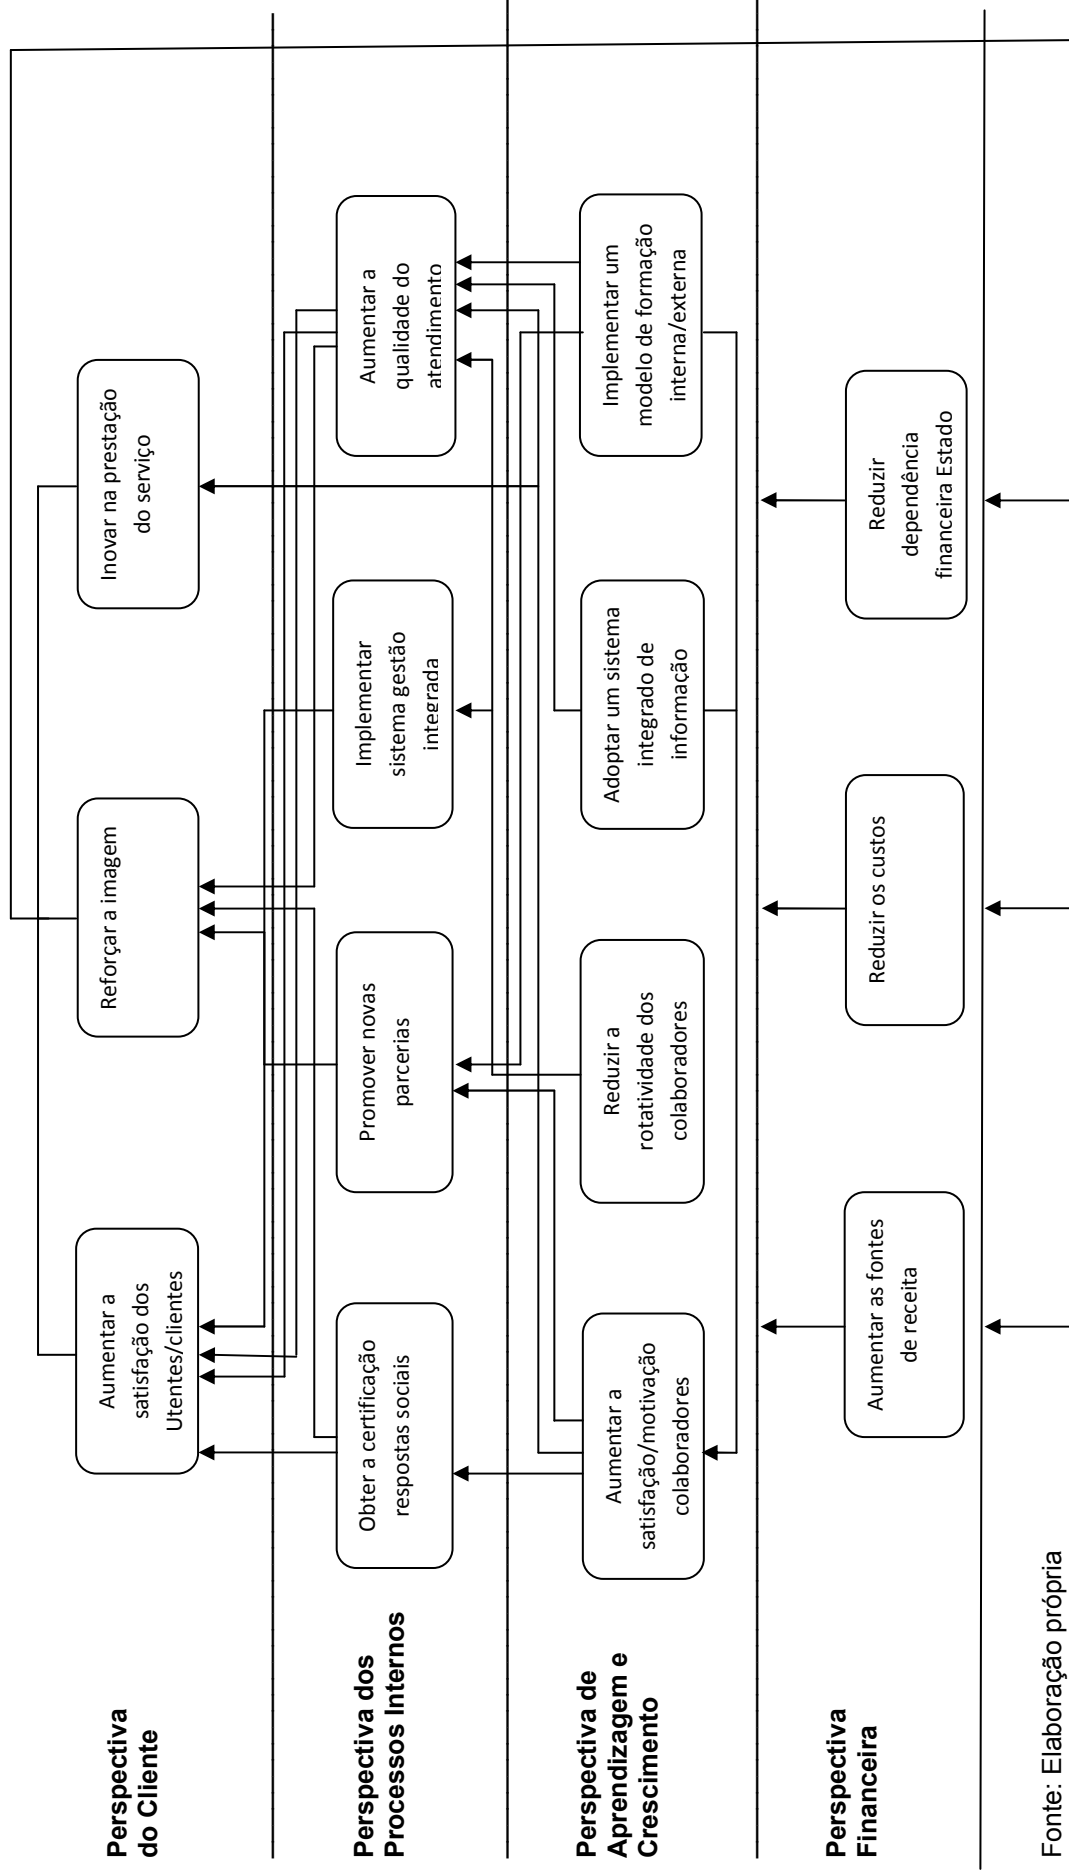 Perspectiva
do Cliente
Aumentar a
satisfação dos
Utentes/clientes
Reforçar a imagem
Inovar na prestação
do serviço
Perspectiva dos
Processos Internos
Obter a certificação
respostas sociais
Promover novas
parcerias
Implementar
sistema gestão
integrada
Aumentar a
qualidade do
atendimento
Perspectiva de
Aprendizagem e
Crescimento
Aumentar a
satisfação/motivação
colaboradores
Reduzir a
rotatividade dos
colaboradores
Adoptar um sistema
integrado de
informação
Implementar um
modelo de formação
interna/externa
Perspectiva
Financeira
Aumentar as fontes
de receita
Reduzir os custos
Reduzir
dependência
financeira Estado
Fonte: Elaboração própria